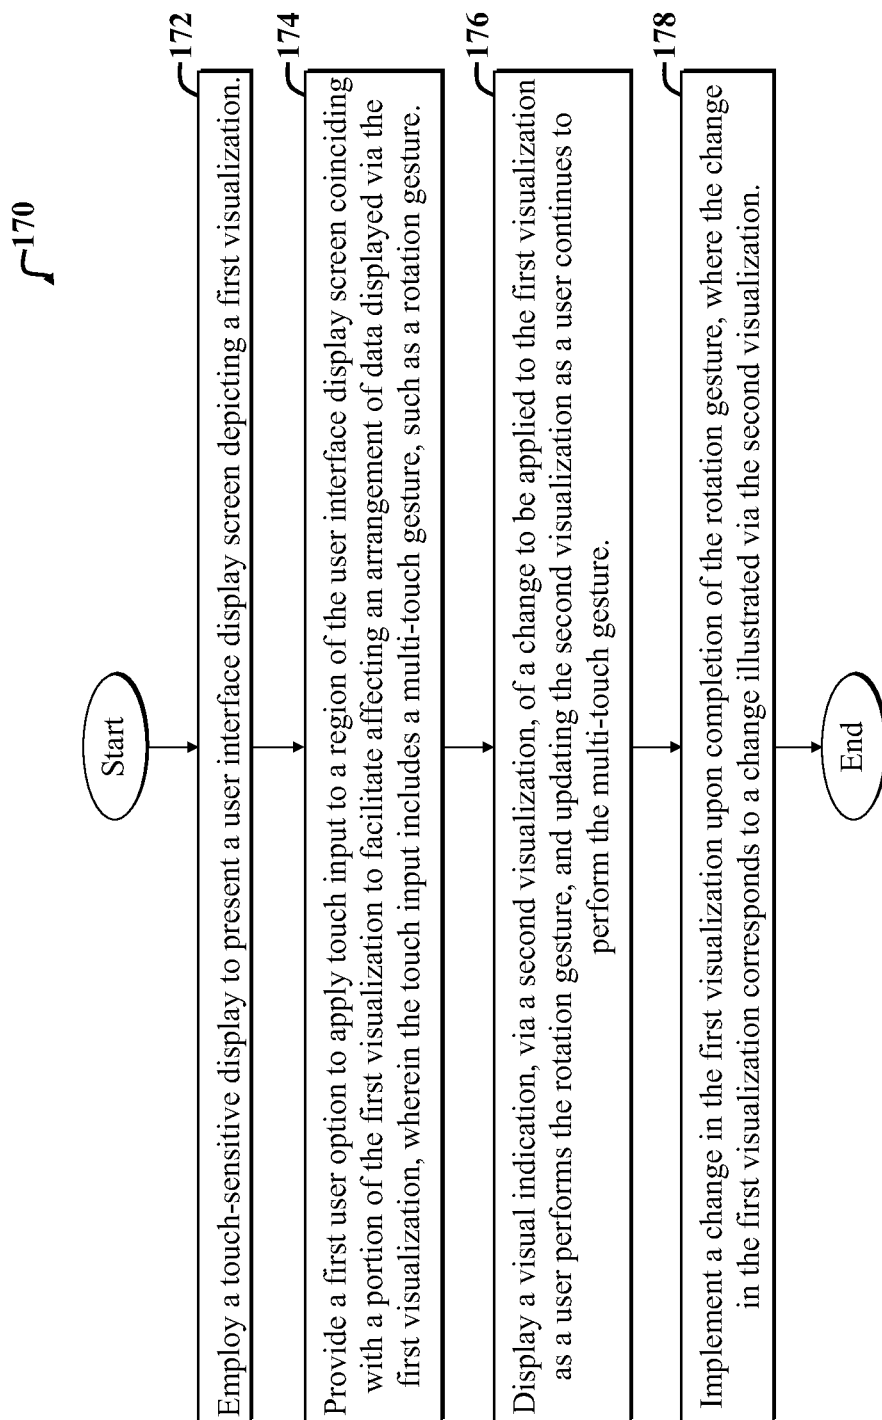 170
Start
172
Employ a touch-sensitive display to present a user interface display screen depicting a first visualization.
174
Provide a first user option to apply touch input to a region of the user interface display screen coinciding
with a portion of the first visualization to facilitate affecting an arrangement of data displayed via the
first visualization, wherein the touch input includes a multi-touch gesture, such as a rotation gesture.
176
Display a visual indication, via a second visualization, of a change to be applied to the first visualization
as a user performs the rotation gesture, and updating the second visualization as a user continues to
perform the multi-touch gesture.
178
Implement a change in the first visualization upon completion of the rotation gesture, where the change
in the first visualization corresponds to a change illustrated via the second visualization.
End